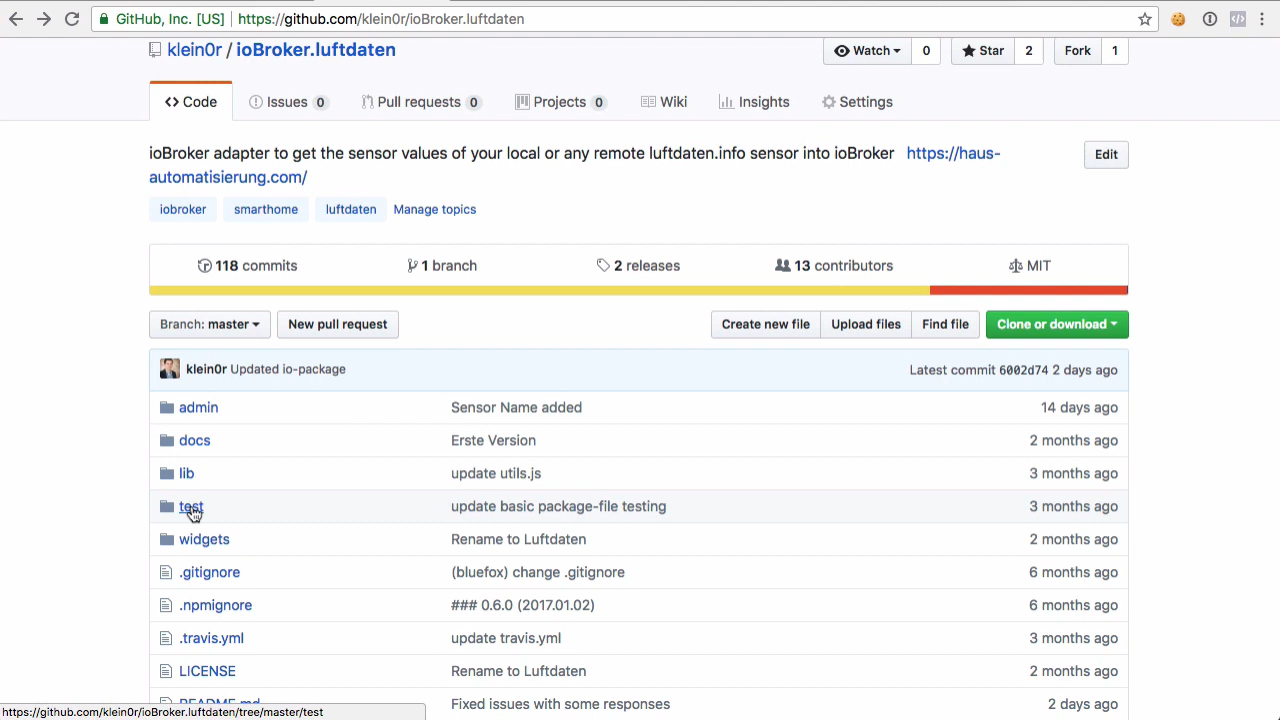 GitHub, Inc. [US] https://github.com/klein0r/ioBroker.luftdaten
klein0r / ioBroker.luftdaten Watch 0 Star 2 Fork 1
Code Issues 0 Pull requests 0 Projects 0 Wiki Insights Settings
ioBroker adapter to get the sensor values of your local or any remote luftdaten.info sensor into ioBroker https://haus-
automatisierung.com/
Edit
iobroker smarthome luftdaten Manage topics
118 commits 1 branch 2 releases 13 contributors MIT
Branch: master New pull request Create new file Upload files Find file Clone or download
klein0r Updated io-package Latest commit 6002d74 2 days ago
admin Sensor Name added 14 days ago
docs Erste Version 2 months ago
lib update utils.js 3 months ago
test update basic package-file testing 3 months ago
widgets Rename to Luftdaten 2 months ago
.gitignore (bluefox) change .gitignore 6 months ago
.npmignore ### 0.6.0 (2017.01.02) 6 months ago
.travis.yml update travis.yml 3 months ago
LICENSE Rename to Luftdaten 2 months ago
README.md Fixed issues with some responses 2 days ago
https://github.com/klein0r/ioBroker.luftdaten/tree/master/test